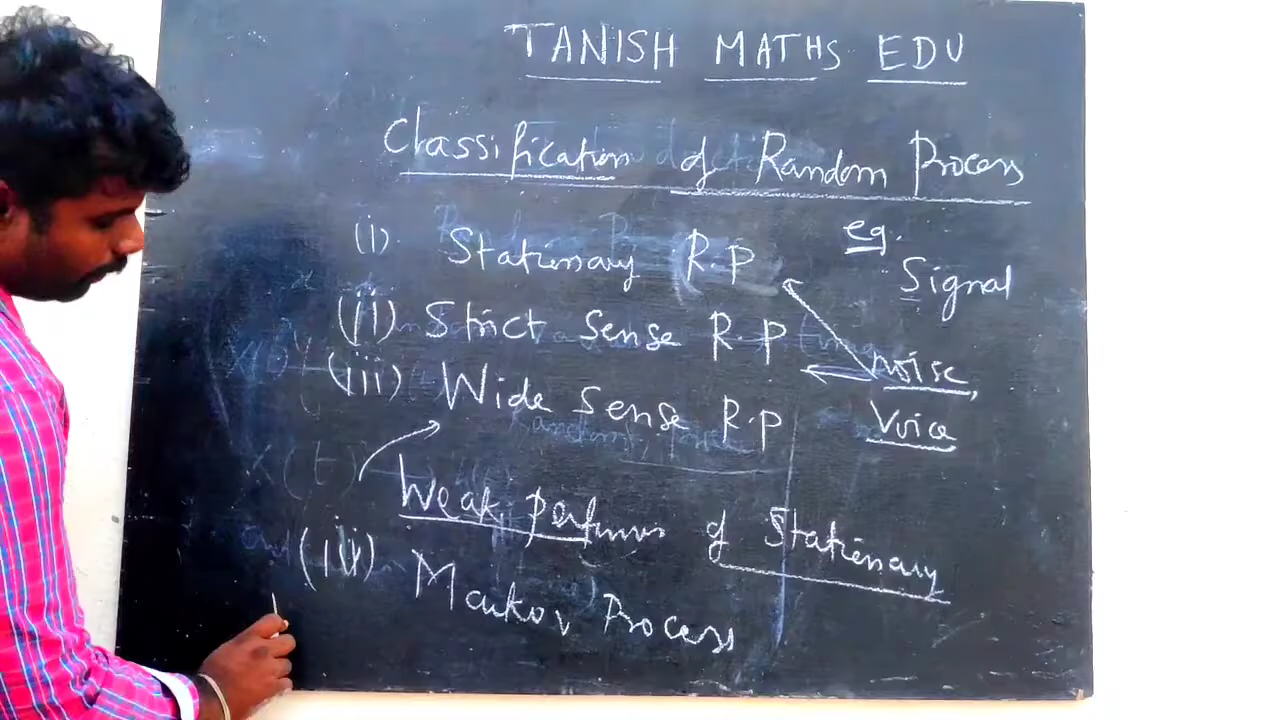 TANISH MATHS EDU
Classification of Random Process
(i) Stationary R.P
eg.
Signal
(ii) Strict Sense R.P
noise,
(iii) Wide Sense R.P
Voice
Weak of Stationary
(iv) Markov Process